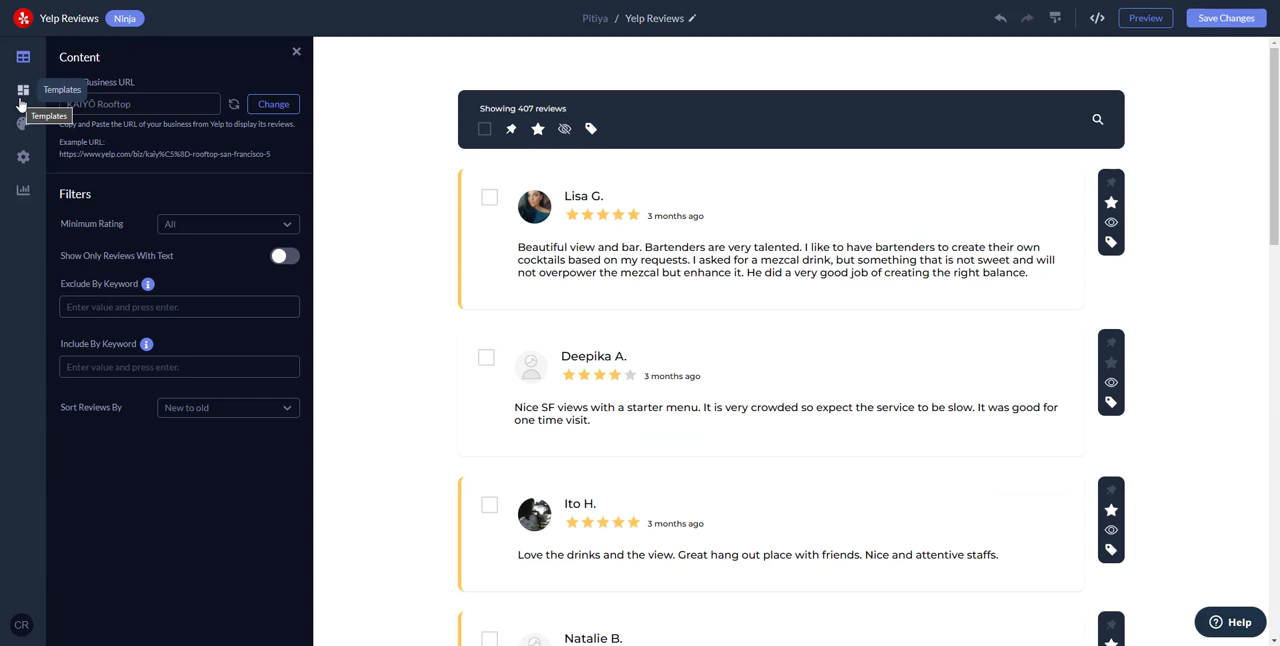 Yelp Reviews
Ninja
Pitiya / Yelp Reviews
Preview
Save Changes
Content
Business URL
Templates
KAIYŌ Rooftop
Change
Templates
Copy and Paste the URL of your business from Yelp to display its reviews.
Example URL:
https://www.yelp.com/biz/kaiy%C5%8D-rooftop-san-francisco-5
Filters
Minimum Rating
All
Show Only Reviews With Text
Exclude By Keyword
Enter value and press enter.
Include By Keyword
Enter value and press enter.
Sort Reviews By
New to old
CR
Showing 407 reviews
Lisa G.
3 months ago
Beautiful view and bar. Bartenders are very talented. I like to have bartenders to create their own
cocktails based on my requests. I asked for a mezcal drink, but something that is not sweet and will
not overpower the mezcal but enhance it. He did a very good job of creating the right balance.
Deepika A.
3 months ago
Nice SF views with a starter menu. It is very crowded so expect the service to be slow. It was good for
one time visit.
Ito H.
3 months ago
Love the drinks and the view. Great hang out place with friends. Nice and attentive staffs.
Natalie B.
Help